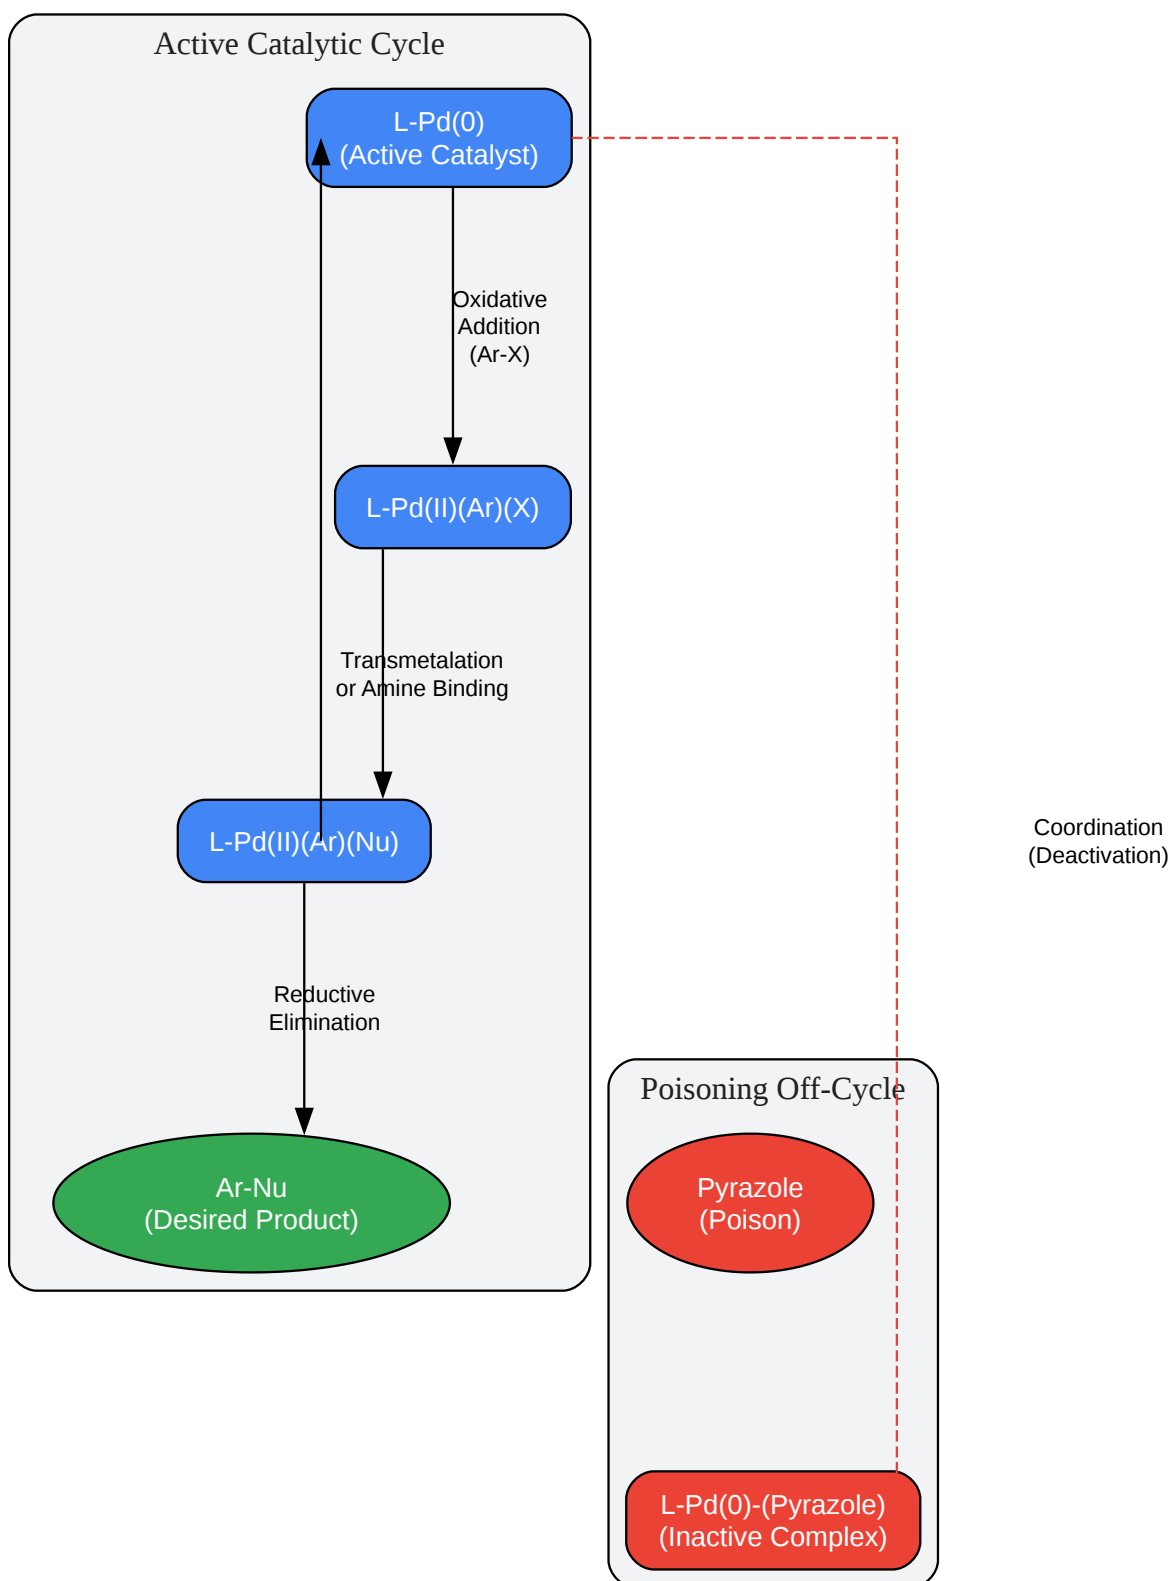 Active Catalytic Cycle
L-Pd(0)
(Active Catalyst)
Oxidative
Addition
(Ar-X)
L-Pd(II)(Ar)(X)
Transmetalation
or Amine Binding
L-Pd(II)(Ar)(Nu)
Coordination
(Deactivation)
Reductive
Elimination
Poisoning Off-Cycle
Ar-Nu
(Desired Product)
Pyrazole
(Poison)
L-Pd(0)-(Pyrazole)
(Inactive Complex)